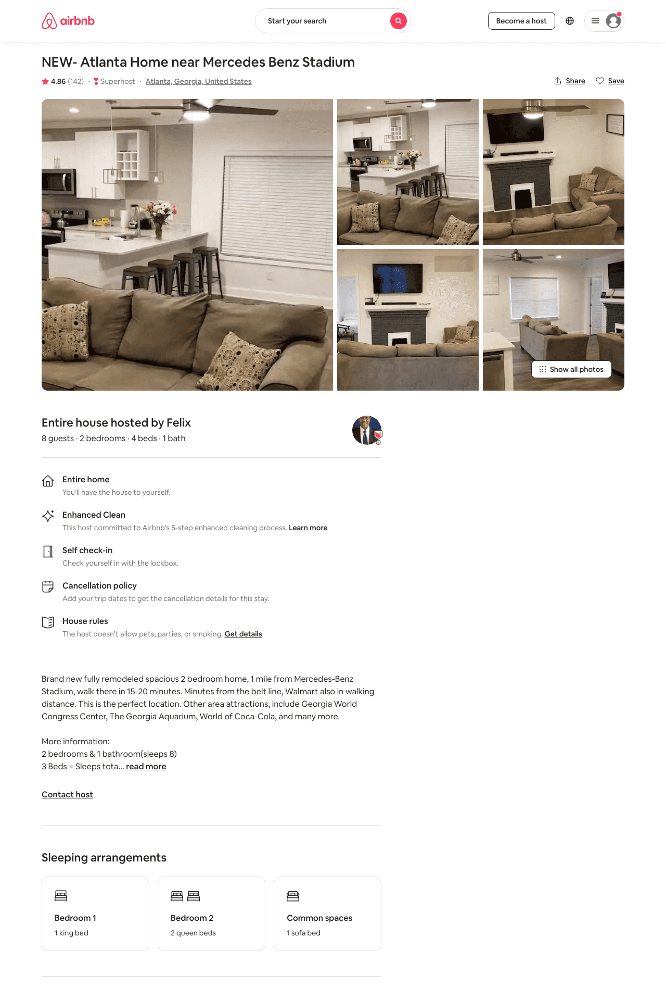 airbnb
Start your search
Become a host
NEW- Atlanta Home near Mercedes Benz Stadium
4.86 (142) · Superhost · Atlanta, Georgia, United States
Share
Save
Show all photos
Entire house hosted by Felix
8 guests · 2 bedrooms · 4 beds · 1 bath
Entire home
You’ll have the house to yourself.
Enhanced Clean
This host committed to Airbnb's 5-step enhanced cleaning process. Learn more
Self check-in
Check yourself in with the lockbox.
Cancellation policy
Add your trip dates to get the cancellation details for this stay.
House rules
The host doesn’t allow pets, parties, or smoking. Get details
Brand new fully remodeled spacious 2 bedroom home, 1 mile from Mercedes-Benz
Stadium, walk there in 15-20 minutes. Minutes from the belt line, Walmart also in walking
distance. This is the perfect location. Other area attractions, include Georgia World
Congress Center, The Georgia Aquarium, World of Coca-Cola, and many more.
More information:
2 bedrooms & 1 bathroom(sleeps 8)
3 Beds = Sleeps tota... read more
Contact host
Sleeping arrangements
Bedroom 1
1 king bed
Bedroom 2
2 queen beds
Common spaces
1 sofa bed